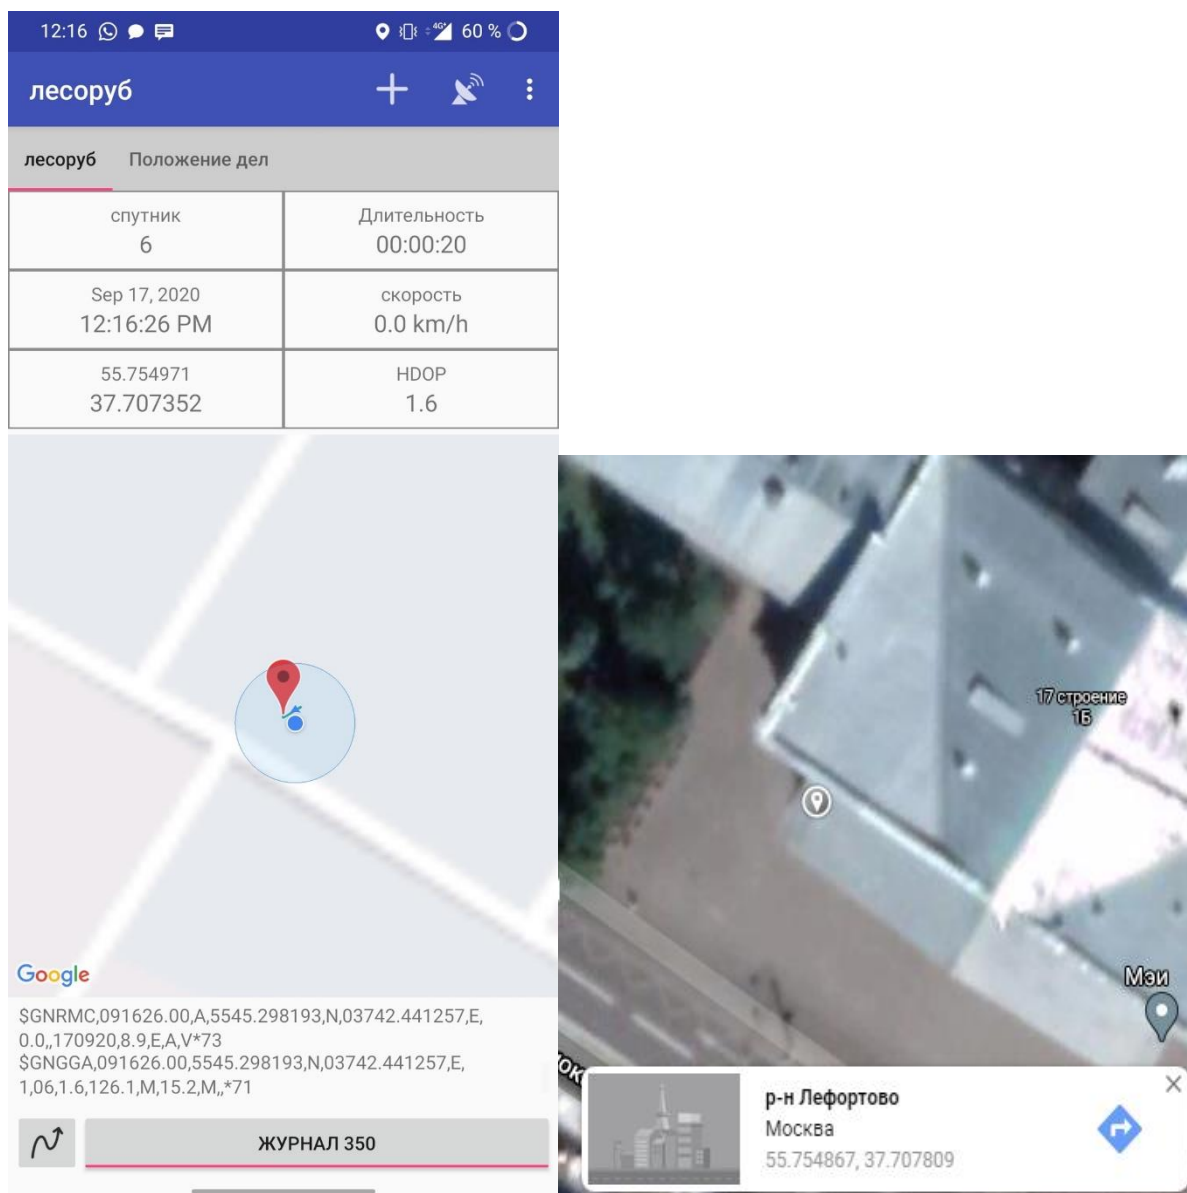 12:16 4G+ 60 %
лесоруб
лесоруб Положение дел
спутник
6
Длительность
00:00:20
Sep 17, 2020
12:16:26 PM
скорость
0.0 km/h
55.754971
37.707352
HDOP
1.6
Google
$GNRMC,091626.00,A,5545.298193,N,03742.441257,E,
0.0,,170920,8.9,E,A,V*73
$GNGGA,091626.00,5545.298193,N,03742.441257,E,
1,06,1.6,126.1,M,15.2,M,,*71
ЖУРНАЛ 350
17 строение
1Б
Мэи
р-н Лефортово
Москва
55.754867, 37.707809